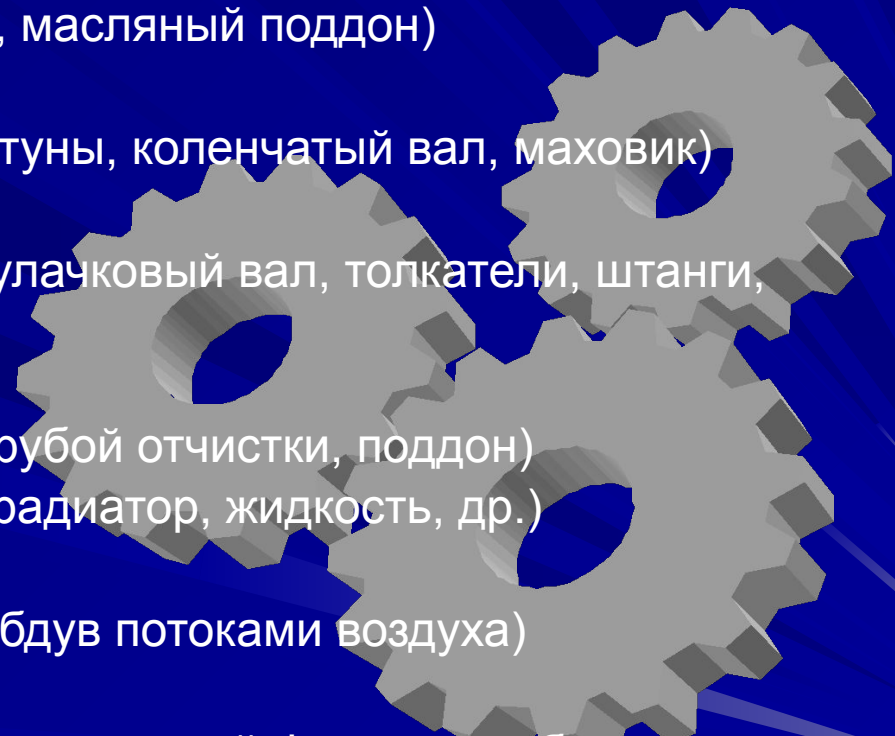 , масляный поддон)
туны, коленчатый вал, маховик)
улачковый вал, толкатели, штанги,
рубой отчистки, поддон)
радиатор, жидкость, др.)
бдув потоками воздуха)